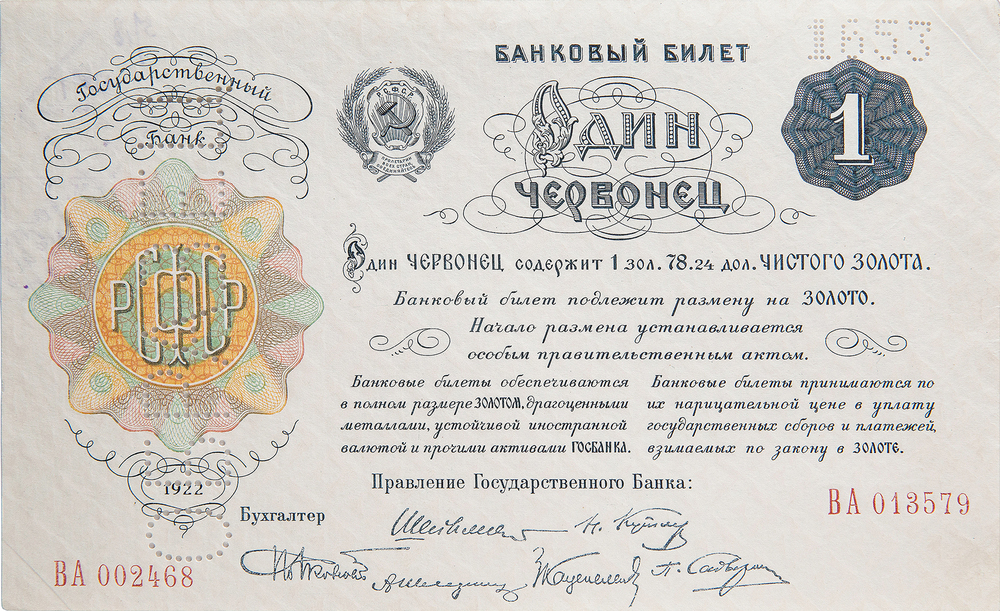 Государственный
Банк
РСФСР
1922
ВА 002468
БАНКОВЫЙ БИЛЕТ
1653
РСФСР
ПРОЛЕТАРИИ
ВСЕХ СТРАН
СОЕДИНЯЙТЕСЬ
Один
ЧЕРВОНЕЦ
1
Один ЧЕРВОНЕЦ содержит 1 зол. 78.24 дол. ЧИСТОГО ЗОЛОТА.
Банковый билет подлежит размену на ЗОЛОТО.
Начало размена устанавливается
особым правительственным актом.
Банковые билеты обеспечиваются
в полном размере ЗОЛОТОМ, драгоценными
металлами, устойчивой иностранной
валютой и прочими активами ГОСБАНКА.
Банковые билеты принимаются по
их нарицательной цене в уплату
государственных сборов и платежей,
взимаемых по закону в ЗОЛОТЕ.
Правление Государственного Банка:
Бухгалтер
ВА 013579